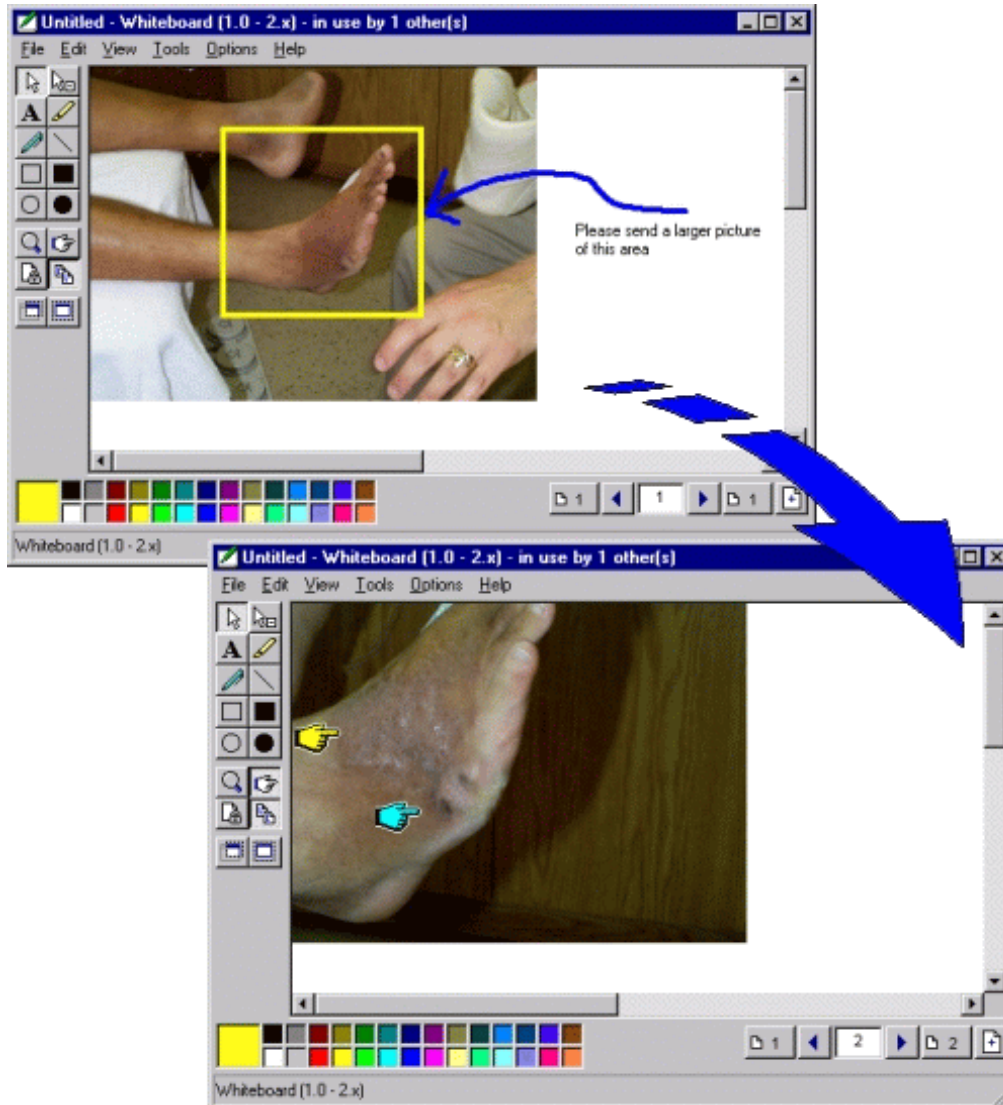 Untitled - Whiteboard (1.0 - 2.x) - in use by 1 other(s)
File Edit View Tools Options Help
A
Please send a larger picture
of this area
1 1 1
Whiteboard (1.0 - 2.x)
Untitled - Whiteboard (1.0 - 2.x) - in use by 1 other(s)
File Edit View Tools Options Help
A
1 2 2
Whiteboard (1.0 - 2.x)